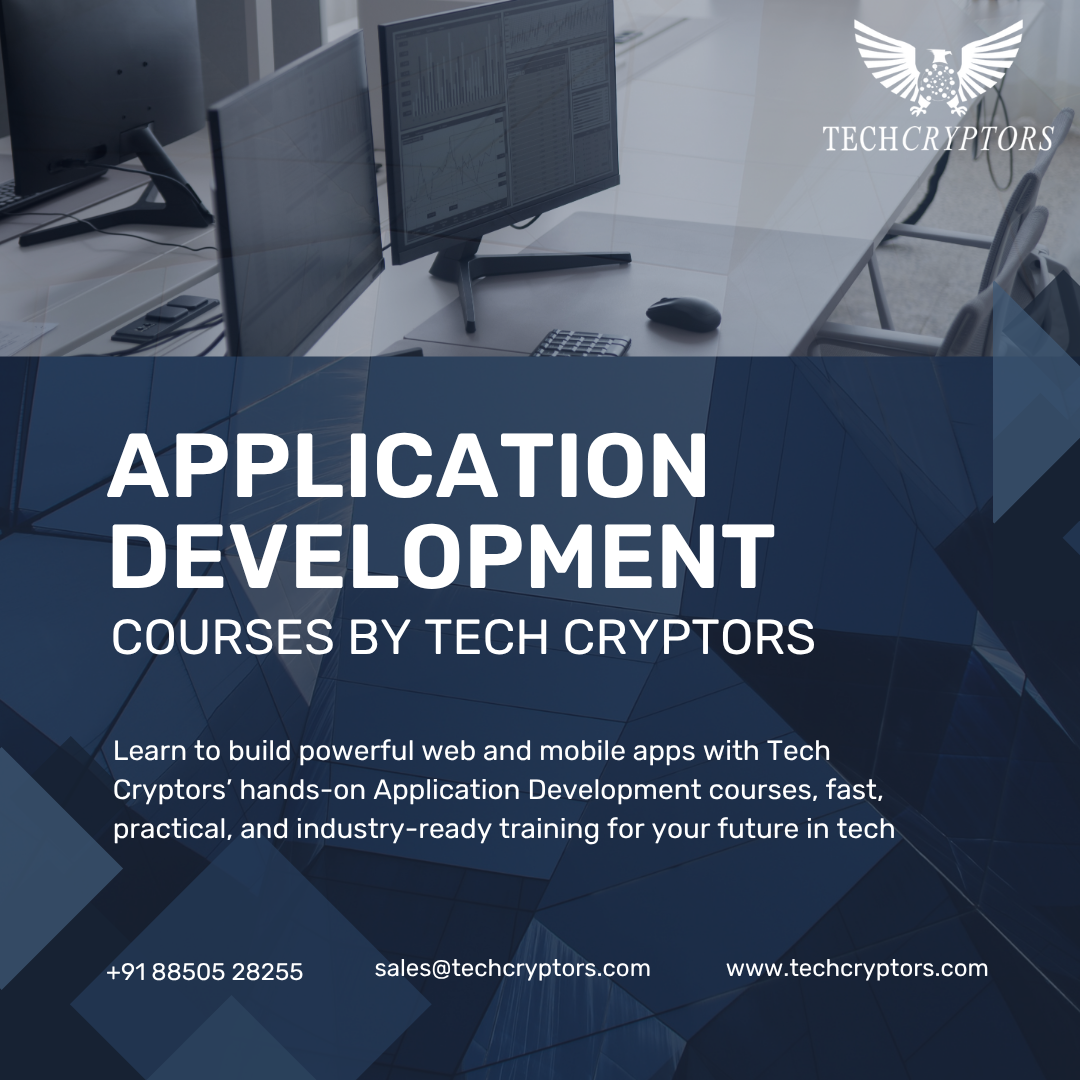 TECHCRYPTORS
APPLICATION
DEVELOPMENT
COURSES BY TECH CRYPTORS
Learn to build powerful web and mobile apps with Tech
Cryptors’ hands-on Application Development courses, fast,
practical, and industry-ready training for your future in tech
+91 88505 28255
sales@techcryptors.com
www.techcryptors.com